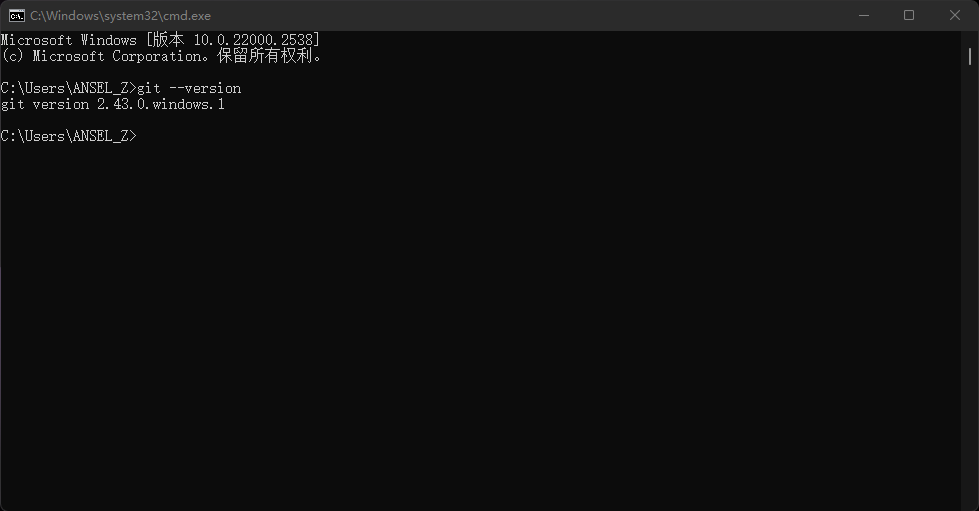 C:\Windows\system32\cmd.exe
Microsoft Windows [版本 10.0.22000.2538]
(c) Microsoft Corporation。保留所有权利。
C:\Users\ANSEL_Z>git --version
git version 2.43.0.windows.1
C:\Users\ANSEL_Z>